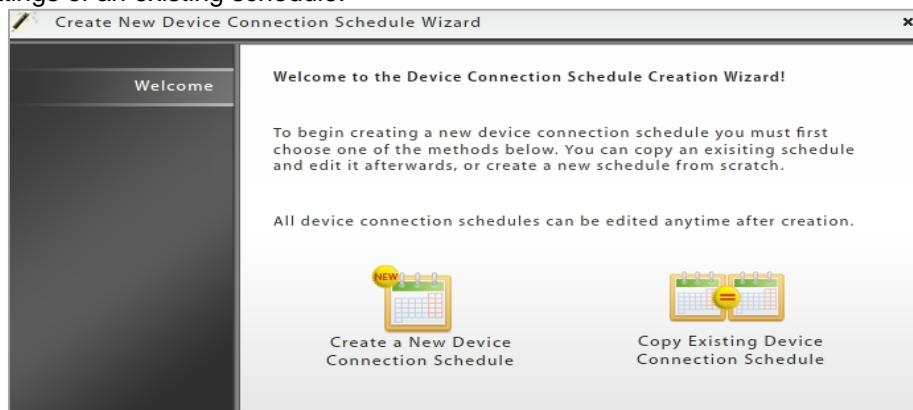 tings of an existing schedule.
Create New Device Connection Schedule Wizard
Welcome
Welcome to the Device Connection Schedule Creation Wizard!
To begin creating a new device connection schedule you must first
choose one of the methods below. You can copy an exisiting schedule
and edit it afterwards, or create a new schedule from scratch.
All device connection schedules can be edited anytime after creation.
NEW
Create a New Device
Connection Schedule
Copy Existing Device
Connection Schedule